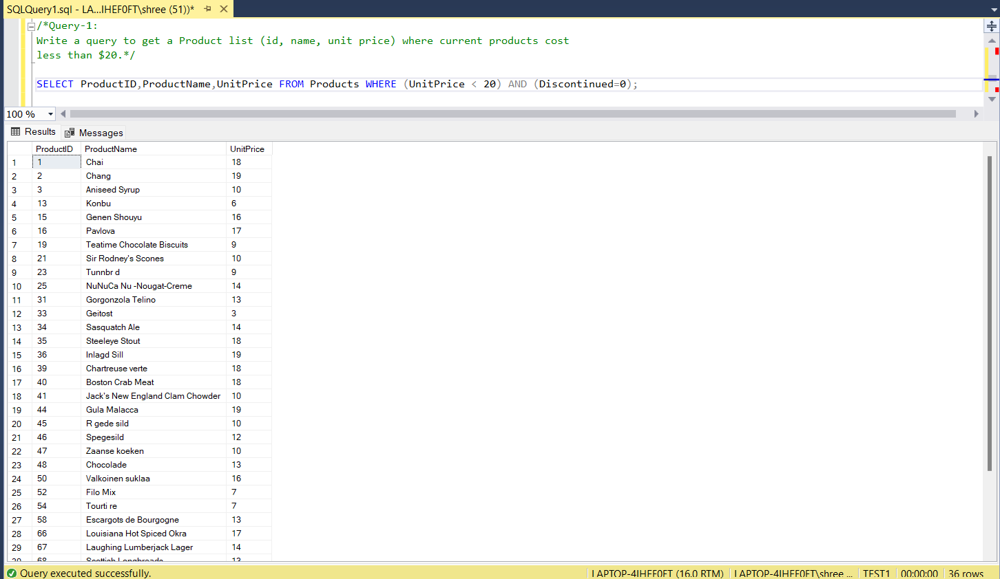 SQLQuery1.sql - LA...IHEF0FT\shree (51))*
/*Query-1:
Write a query to get a Product list (id, name, unit price) where current products cost
less than $20.*/
SELECT ProductID,ProductName,UnitPrice FROM Products WHERE (UnitPrice < 20) AND (Discontinued=0);
100 %
Results Messages
ProductID ProductName UnitPrice
1 1 Chai 18
2 2 Chang 19
3 3 Aniseed Syrup 10
4 13 Konbu 6
5 15 Genen Shouyu 16
6 16 Pavlova 17
7 19 Teatime Chocolate Biscuits 9
8 21 Sir Rodney's Scones 10
9 23 Tunnbr d 9
10 25 NuNuCa Nu -Nougat-Creme 14
11 31 Gorgonzola Telino 13
12 33 Geitost 3
13 34 Sasquatch Ale 14
14 35 Steeleye Stout 18
15 36 Inlagd Sill 19
16 39 Chartreuse verte 18
17 40 Boston Crab Meat 18
18 41 Jack's New England Clam Chowder 10
19 44 Gula Malacca 19
20 45 R gede sild 10
21 46 Spegesild 12
22 47 Zaanse koeken 10
23 48 Chocolade 13
24 50 Valkoinen suklaa 16
25 52 Filo Mix 7
26 54 Tourti re 7
27 58 Escargots de Bourgogne 13
28 66 Louisiana Hot Spiced Okra 17
29 67 Laughing Lumberjack Lager 14
30 68 Scottish Longbreads
Query executed successfully. LAPTOP-4IHEF0FT (16.0 RTM) LAPTOP-4IHEF0FT\shree ... TEST1 00:00:00 36 rows